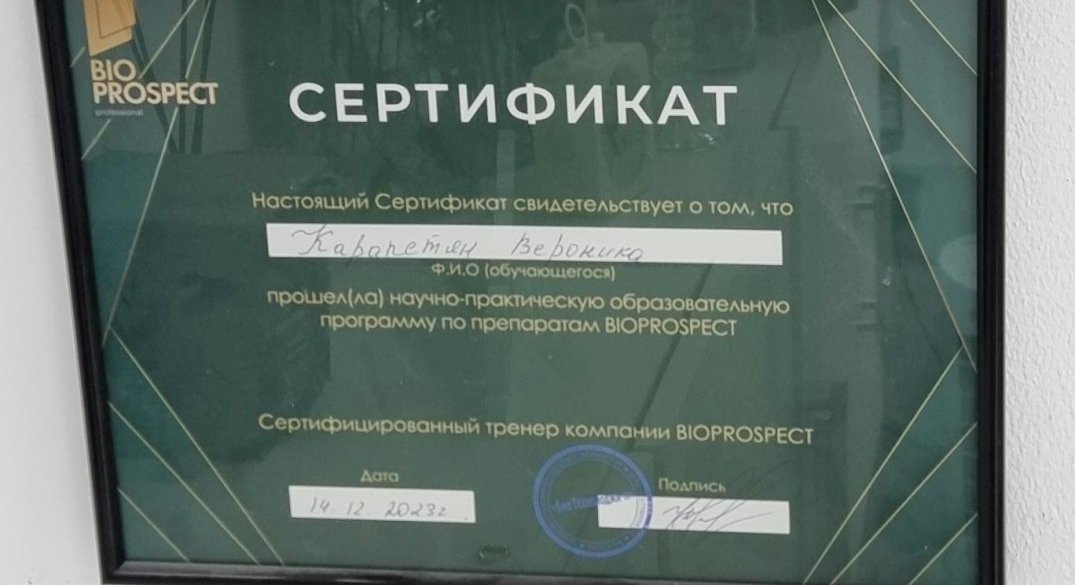 BIO
PROSPECT
professional
СЕРТИФИКАТ
Настоящий Сертификат свидетельствует о том, что
Карапетян Вероника
Ф.И.О (обучающегося)
прошел(ла) научно-практическую образовательную
программу по препаратам BIOPROSPECT
Сертифицированный тренер компании BIOPROSPECT
Дата
Подпись
14.12.2023г.